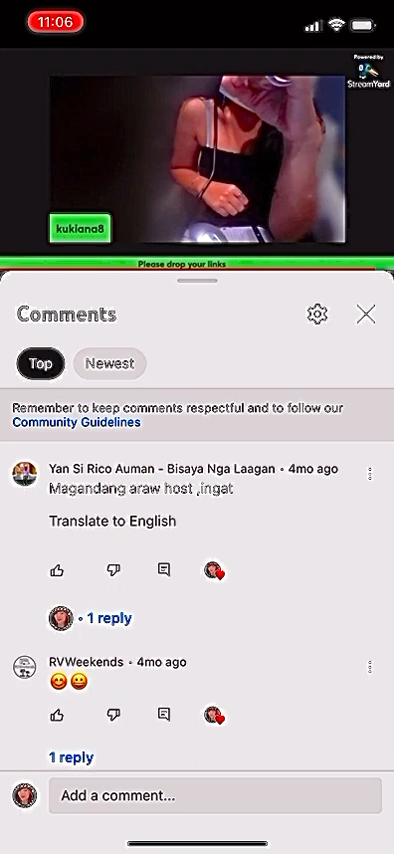 11:06
Powered by
StreamYard
kukiana8
Please drop your links
Comments
Top
Newest
Remember to keep comments respectful and to follow our
Community Guidelines
Yan Si Rico Auman - Bisaya Nga Laagan • 4mo ago
Magandang araw host ,ingat
Translate to English
• 1 reply
RVWeekends • 4mo ago
😊😀
1 reply
Add a comment...